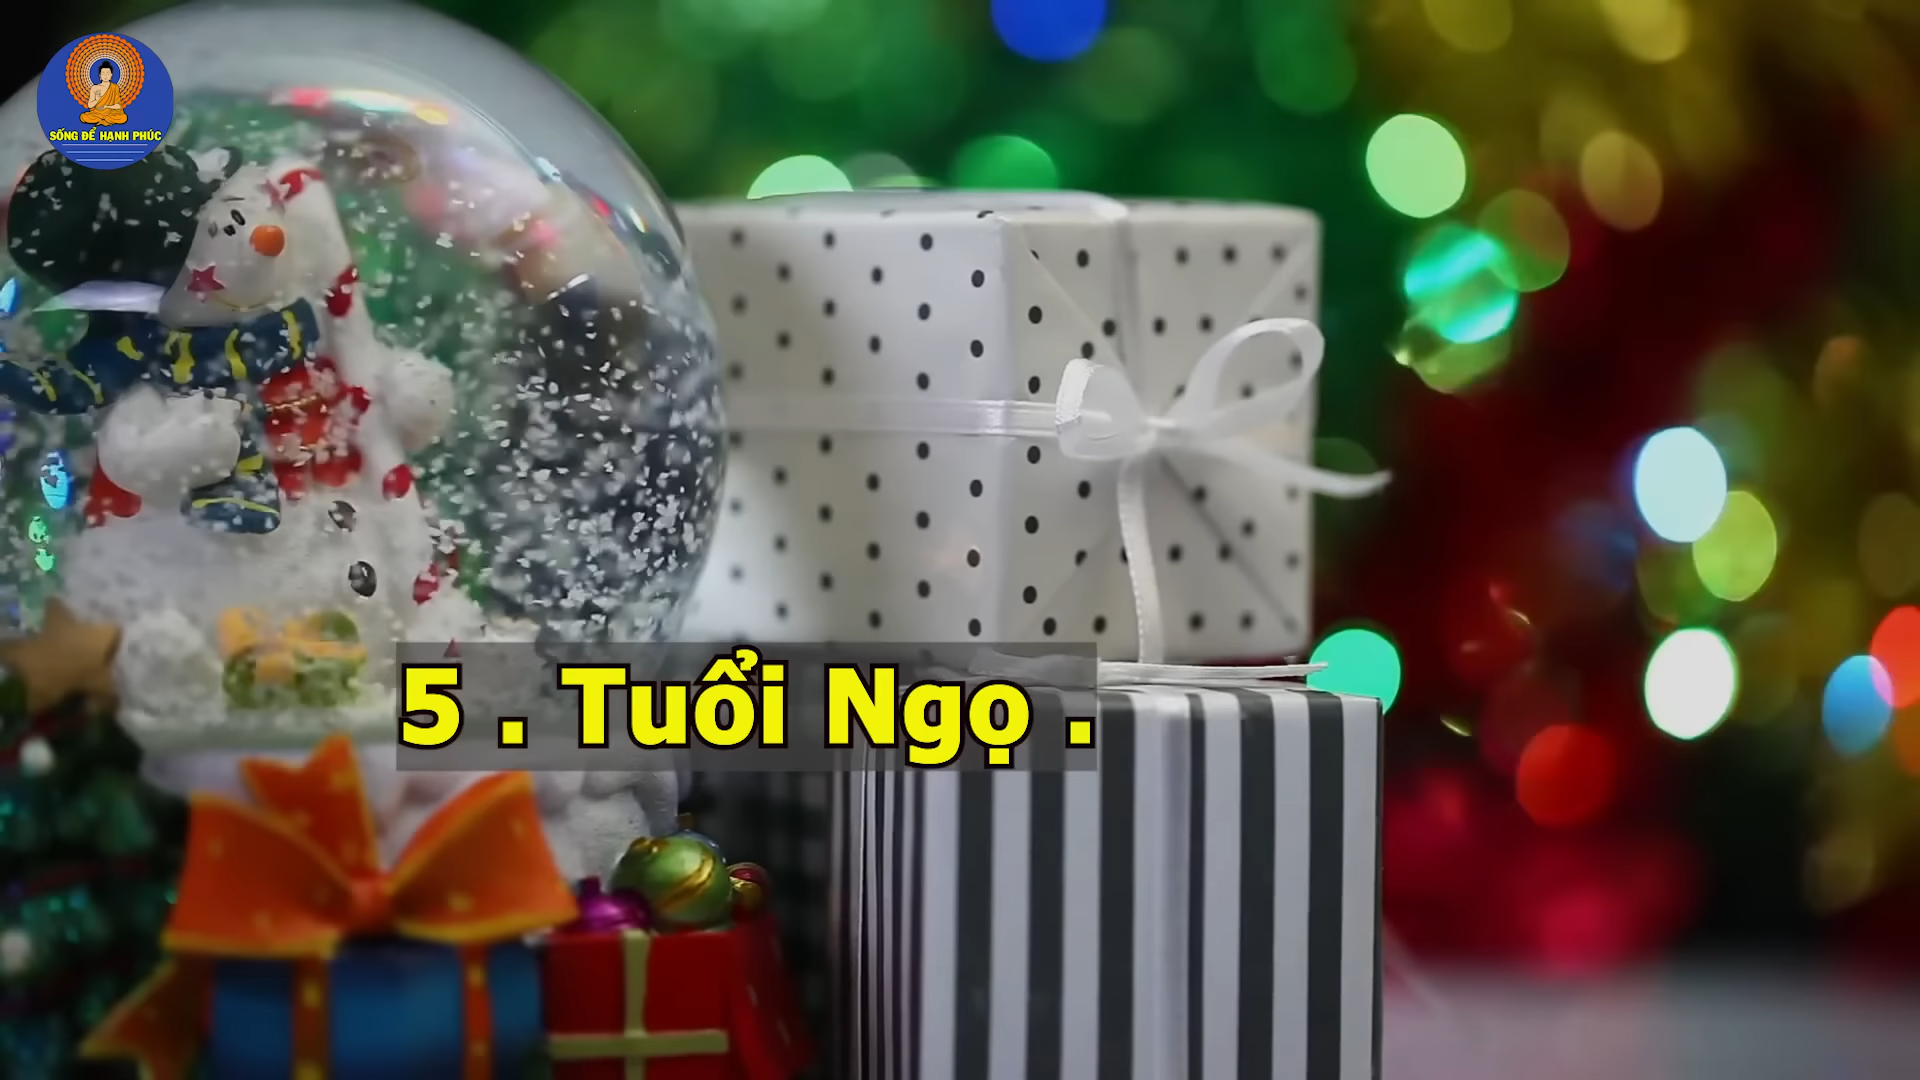 SỐNG ĐỂ HẠNH PHÚC
5 . Tuổi Ngọ .